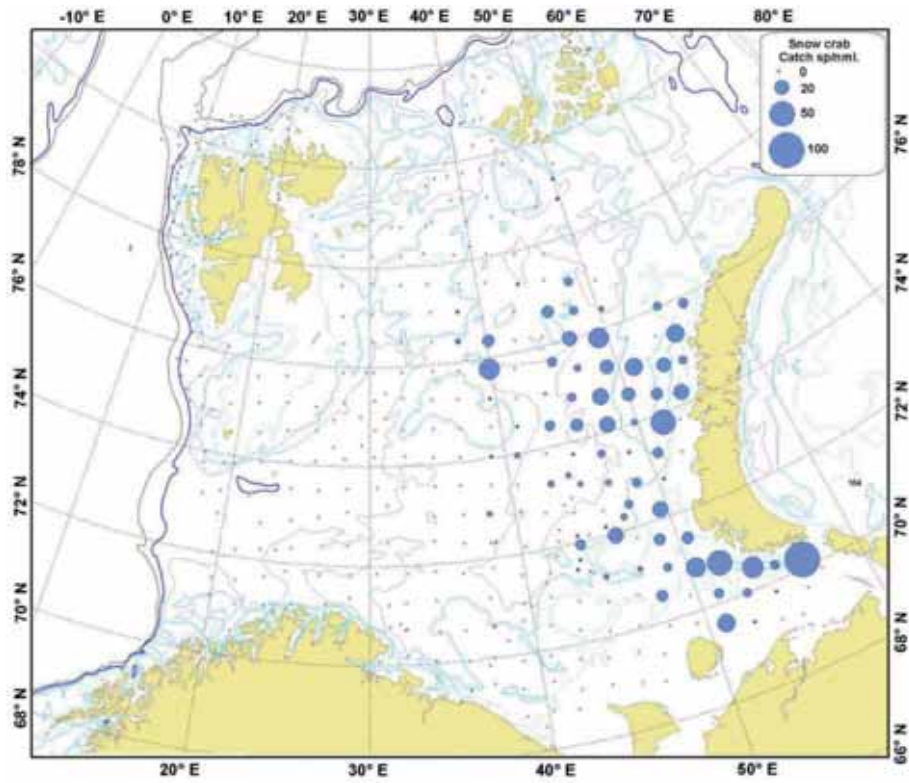 -10° E 0° E 10° E 20° E 30° E 40° E 50° E 60° E 70° E 80° E
Snow crab
Catch sp/nml.
0
20
50
100
78° N
76° N
74° N
72° N
70° N
68° N
76° N
74° N
72° N
70° N
68° N
66° N
20° E 30° E 40° E 50° E